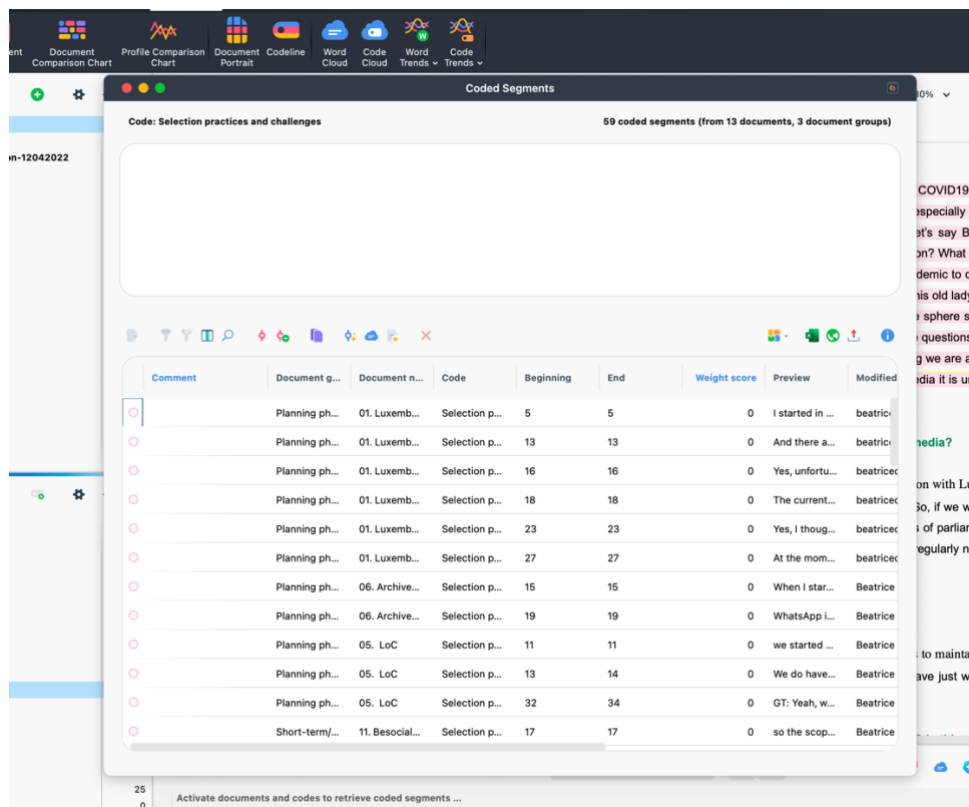 ent
Document Comparison Chart
Profile Comparison Chart
Document Portrait
Codeline
Word Cloud
Code Cloud
Word Trends
Code Trends
Coded Segments
Code: Selection practices and challenges
59 coded segments (from 13 documents, 3 document groups)
Comment Document g... Document n... Code Beginning End Weight score Preview Modified
Planning ph... 01. Luxemb... Selection p... 5 5 0 I started in ... beatric
Planning ph... 01. Luxemb... Selection p... 13 13 0 And there a... beatric
Planning ph... 01. Luxemb... Selection p... 16 16 0 Yes, unfortu... beatriced
Planning ph... 01. Luxemb... Selection p... 18 18 0 The current... beatriced
Planning ph... 01. Luxemb... Selection p... 23 23 0 Yes, I thoug... beatriced
Planning ph... 01. Luxemb... Selection p... 27 27 0 At the mom... beatriced
Planning ph... 06. Archive... Selection p... 15 15 0 When I star... Beatrice
Planning ph... 06. Archive... Selection p... 19 19 0 WhatsApp i... Beatrice
Planning ph... 05. LoC Selection p... 11 11 0 we started ... Beatrice
Planning ph... 05. LoC Selection p... 13 14 0 We do have... Beatrice
Planning ph... 05. LoC Selection p... 32 34 0 GT: Yeah, w... Beatrice
Short-term/... 11. Besocial... Selection p... 17 17 0 so the scop... Beatrice
on-12042022
0%
COVID19
especially
et's say B
on? What
demic to
his old lady
sphere s
questions
g we are a
edia it is u
media?
on with Lu
So, if we w
s of parlia
regularly n
to mainta
ave just w
25
0
Activate documents and codes to retrieve coded segments ...